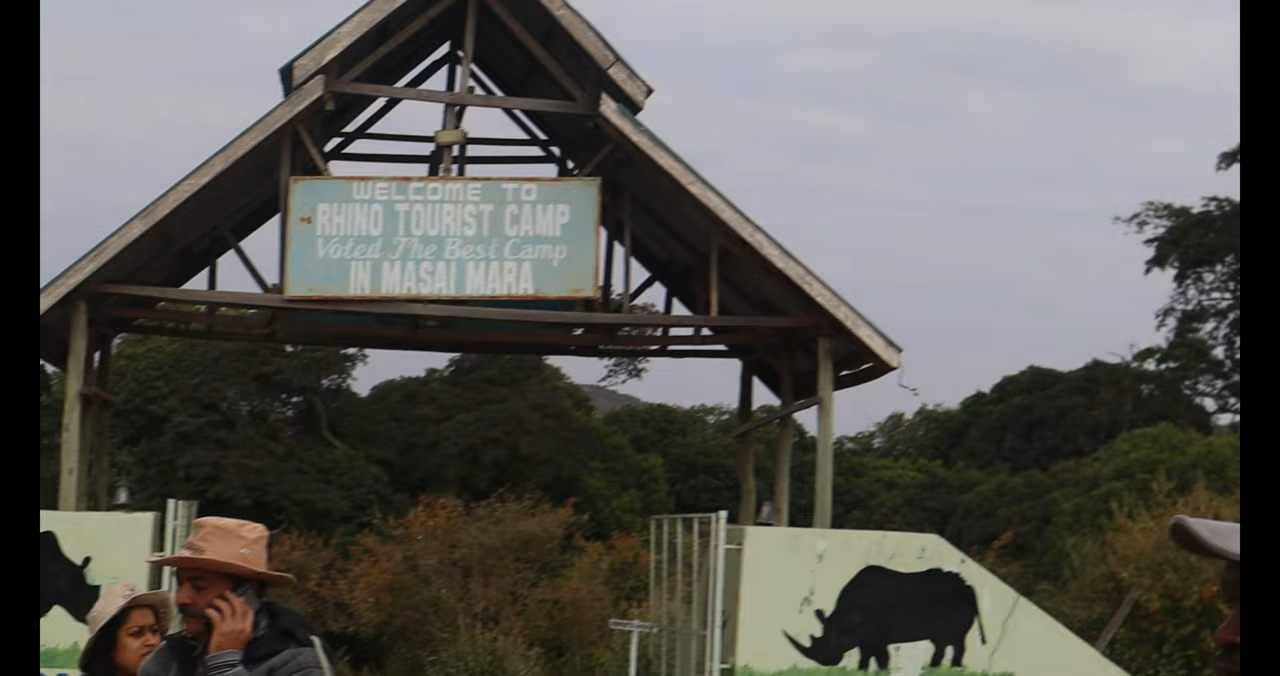 WELCOME TO
RHINO TOURIST CAMP
Voted The Best Camp
IN MASAI MARA